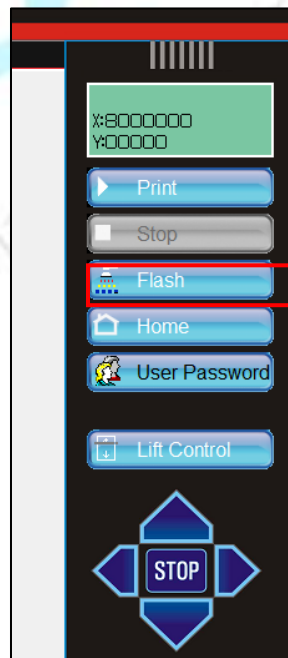 X:8000000
Y:00000
Print
Stop
Flash
Home
User Password
Lift Control
STOP